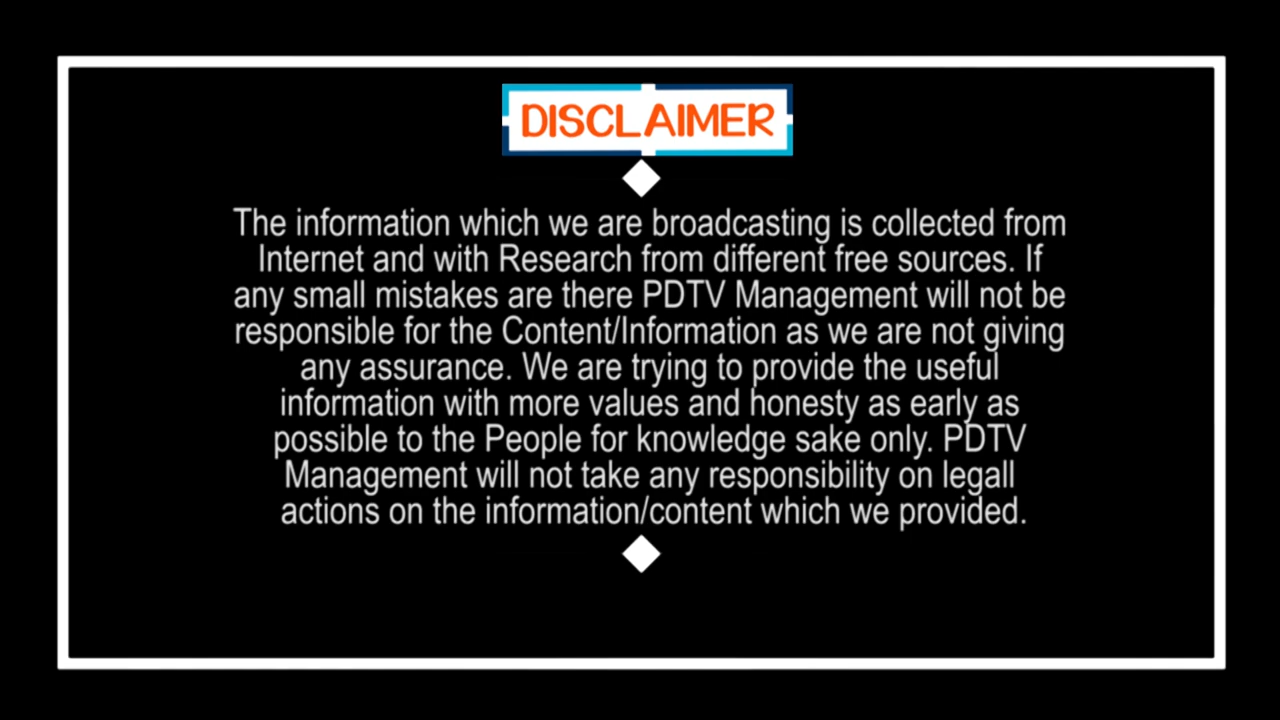 DISCLAIMER
The information which we are broadcasting is collected from
Internet and with Research from different free sources. If
any small mistakes are there PDTV Management will not be
responsible for the Content/Information as we are not giving
any assurance. We are trying to provide the useful
information with more values and honesty as early as
possible to the People for knowledge sake only. PDTV
Management will not take any responsibility on legall
actions on the information/content which we provided.